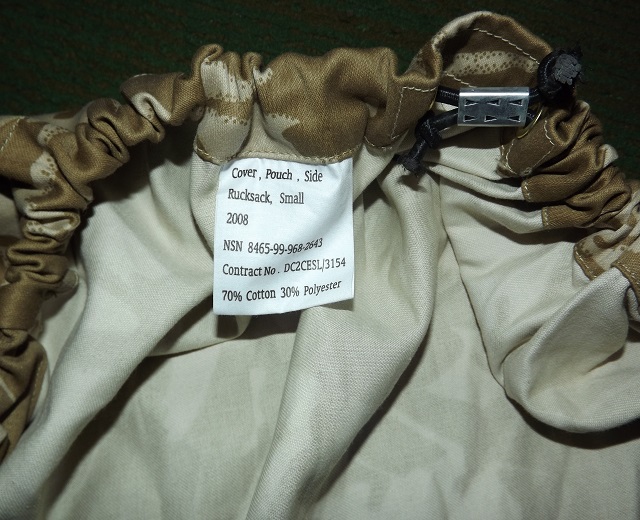 Cover, Pouch, Side
Rucksack, Small
2008
NSN 8465-99-968-2643
Contract No. DC2CESL/3154
70% Cotton 30% Polyester